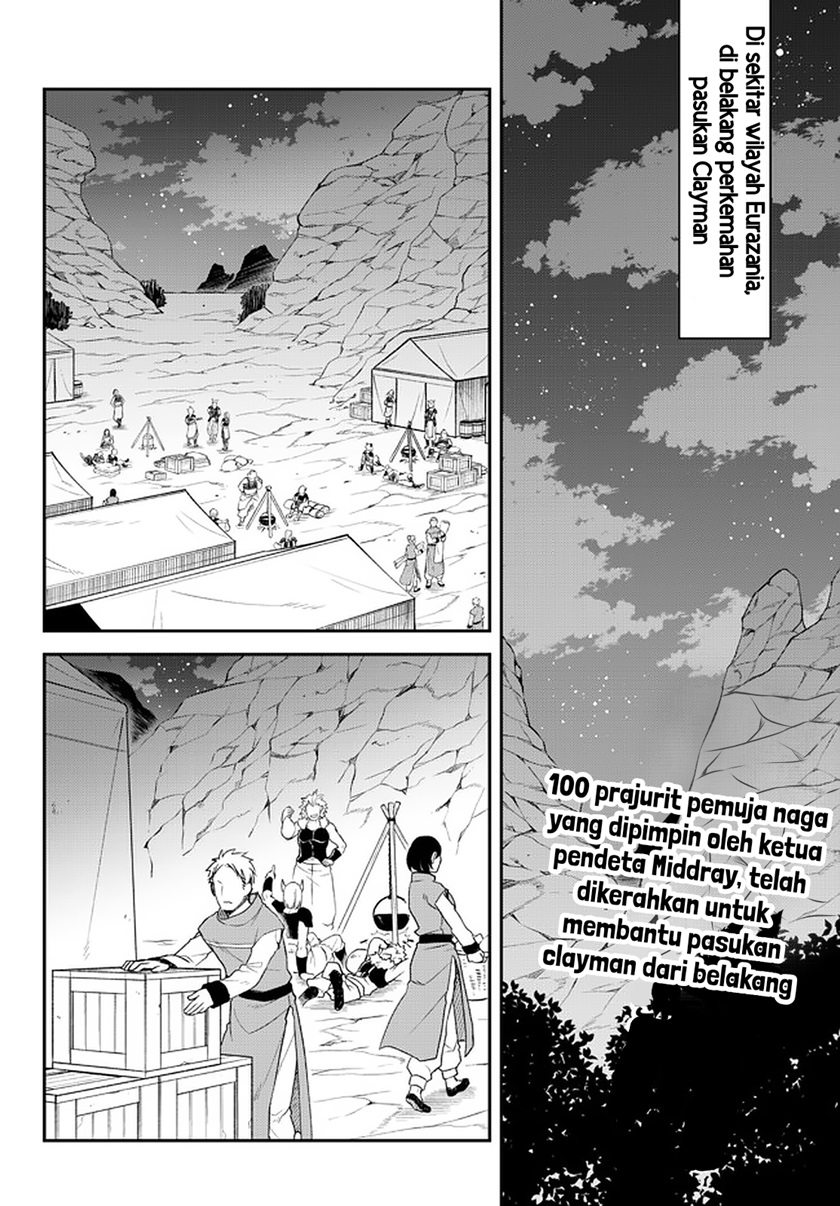 Di sekitar wilayah Eurazania,
di belakang perkemahan
pasukan Clayman
100 prajurit pemuja naga
yang dipimpin oleh ketua
pendeta Middray, telah
dikerahkan untuk
membantu pasukan
clayman dari belakang